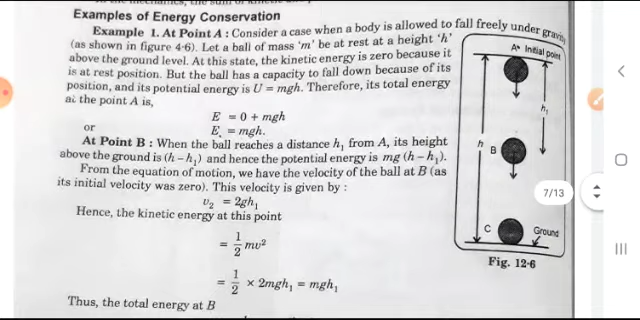 Examples of Energy Conservation
Example 1. At Point A : Consider a case when a body is allowed to fall freely under gravity
(as shown in figure 4·6). Let a ball of mass 'm' be at rest at a height 'h'
above the ground level. At this state, the kinetic energy is zero because it
is at rest position. But the ball has a capacity to fall down because of its
position, and its potential energy is U = mgh. Therefore, its total energy
at the point A is,
E = 0 + mgh
or
E = mgh.
At Point B : When the ball reaches a distance h₁ from A, its height
above the ground is (h – h₁) and hence the potential energy is mg (h – h₁).
From the equation of motion, we have the velocity of the ball at B (as
its initial velocity was zero). This velocity is given by :
υ₂ = 2gh₁
Hence, the kinetic energy at this point
= 1/2 mυ²
= 1/2 × 2mgh₁ = mgh₁
Thus, the total energy at B
A• Initial point
h₁
h
B
C
Ground
Fig. 12·6
7/13